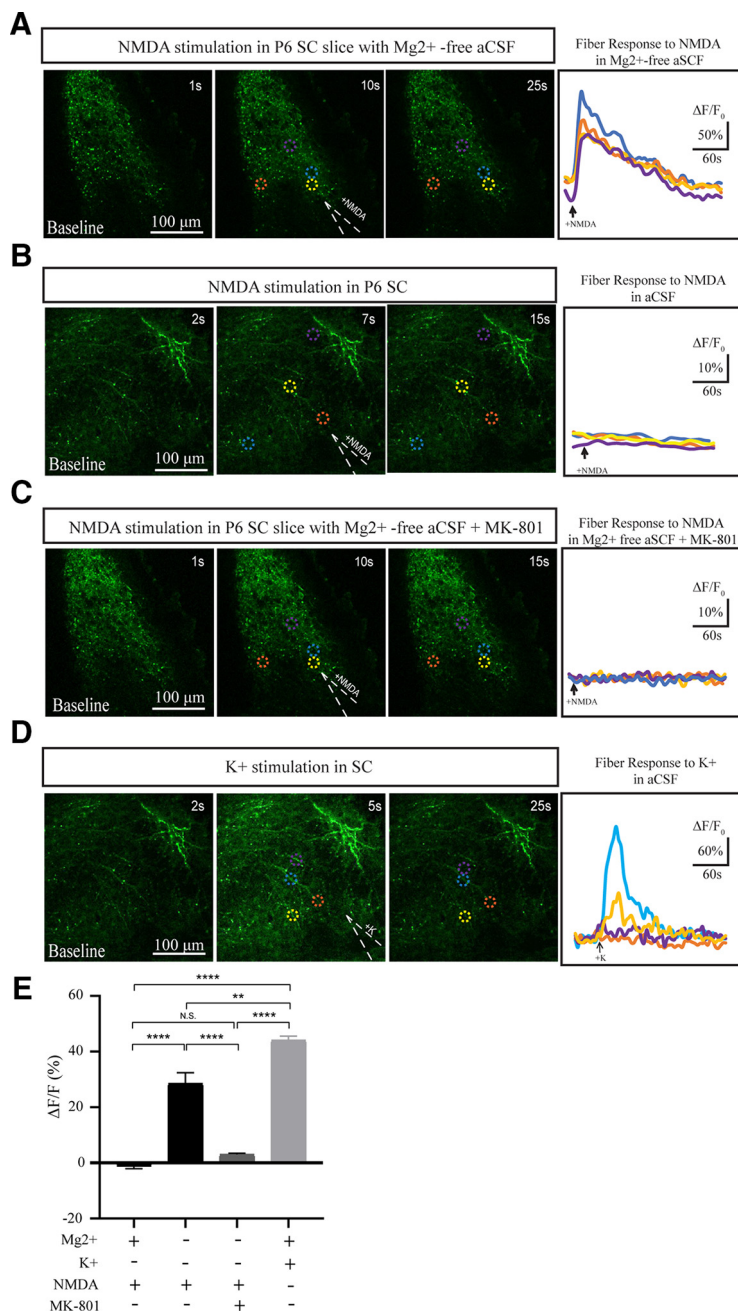 A
NMDA stimulation in P6 SC slice with Mg2+ -free aCSF
Fiber Response to NMDA
in Mg2+-free aSCF
1s
10s
25s
Baseline
100 μm
+NMDA
ΔF/F0
50%
60s
+NMDA
B
NMDA stimulation in P6 SC
Fiber Response to NMDA
in aCSF
2s
7s
15s
Baseline
100 μm
+NMDA
ΔF/F0
10%
60s
+NMDA
C
NMDA stimulation in P6 SC slice with Mg2+ -free aCSF + MK-801
Fiber Response to NMDA
in Mg2+ free aSCF + MK-801
1s
10s
15s
Baseline
100 μm
+NMDA
ΔF/F0
10%
60s
+NMDA
D
K+ stimulation in SC
Fiber Response to K+
in aCSF
2s
5s
25s
Baseline
100 μm
+K
ΔF/F0
60%
60s
+K
E
****
**
N.S.
****
****
****
60
40
20
0
-20
ΔF/F (%)
Mg2+ + - - +
K+ - - - +
NMDA + + + -
MK-801 - - + -